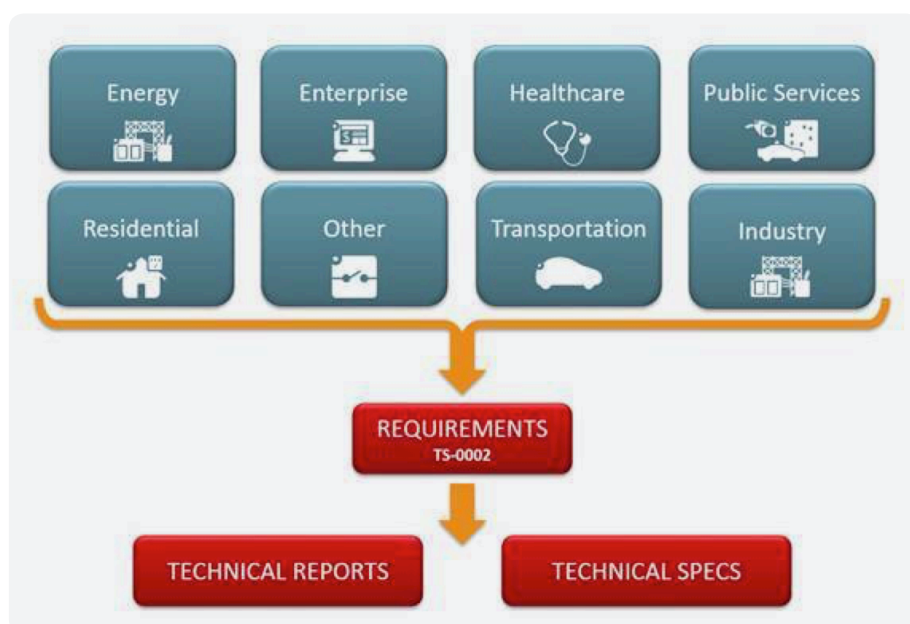 Energy
Enterprise
Healthcare
Public Services
$
Residential
Other
Transportation
Industry
REQUIREMENTS
TS-0002
TECHNICAL REPORTS
TECHNICAL SPECS